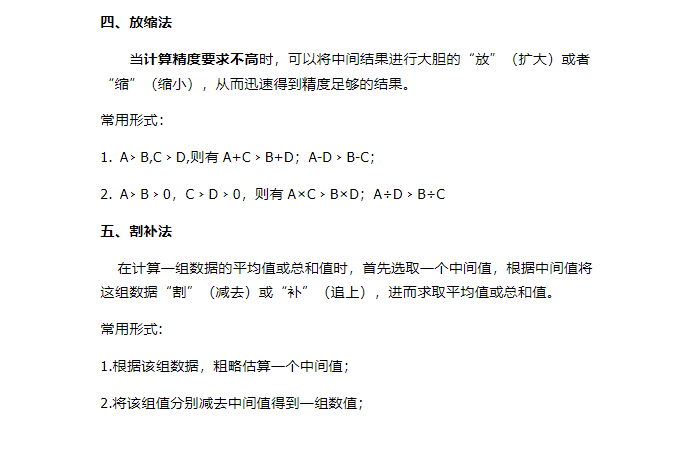 四、放缩法
当计算精度要求不高时，可以将中间结果进行大胆的“放”（扩大）或者
“缩”（缩小），从而迅速得到精度足够的结果。
常用形式：
1. A﹥B,C﹥D,则有 A+C﹥B+D；A-D﹥B-C；
2. A﹥B﹥0，C﹥D﹥0，则有 A×C﹥B×D；A÷D﹥B÷C
五、割补法
在计算一组数据的平均值或总和值时，首先选取一个中间值，根据中间值将
这组数据“割”（减去）或“补”（追上），进而求取平均值或总和值。
常用形式：
1.根据该组数据，粗略估算一个中间值；
2.将该组值分别减去中间值得到一组数值；